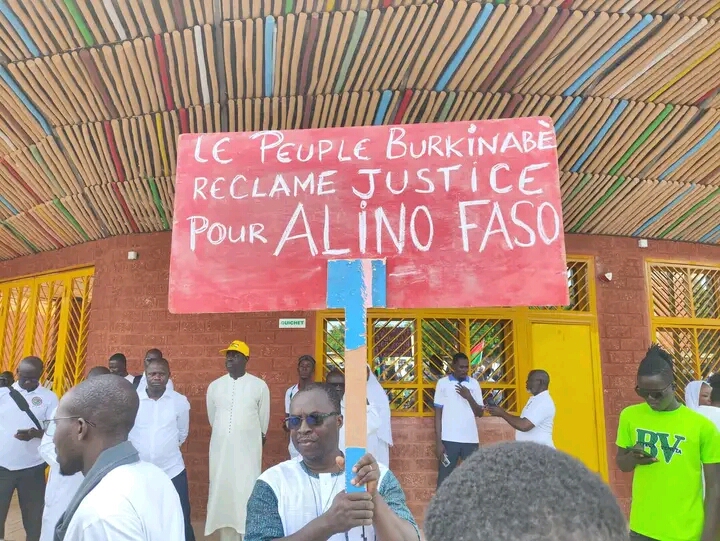 LE PEUPLE BURKINABÈ
RECLAME JUSTICE
POUR ALINO FASO
GUICHET
BV